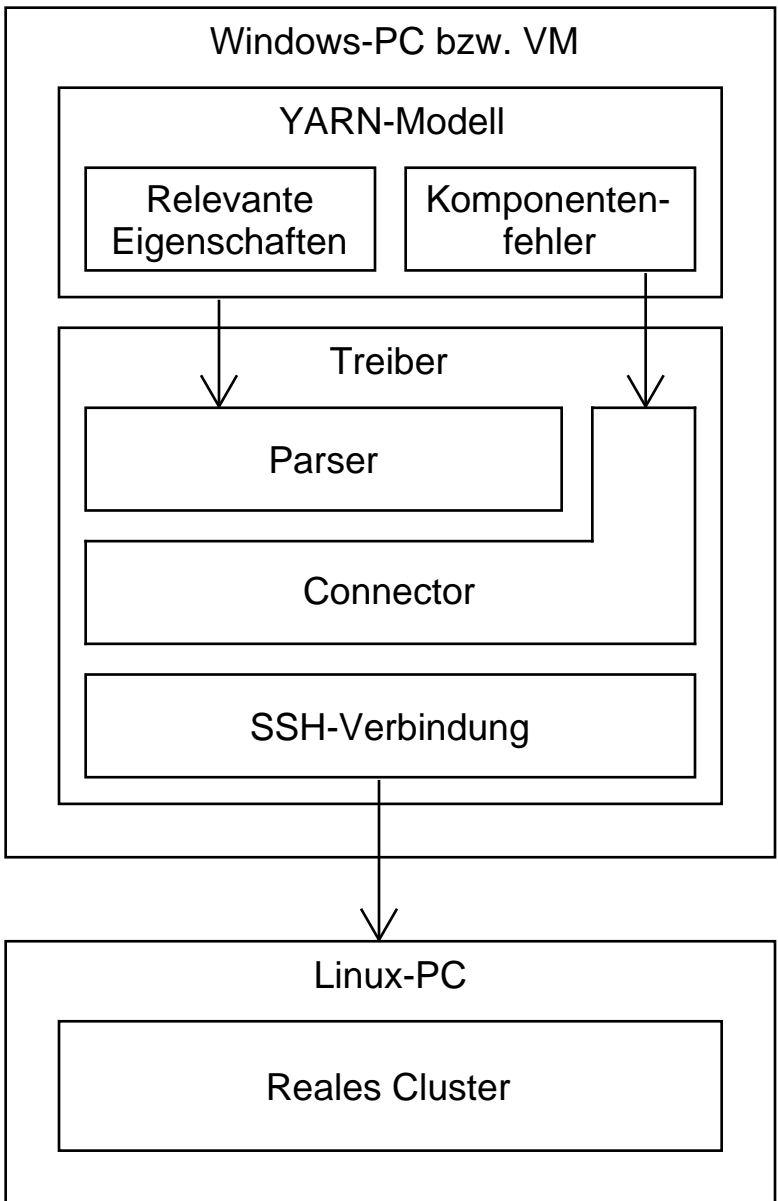 Windows-PC bzw. VM
YARN-Modell
Relevante
Eigenschaften
Komponenten-
fehler
Treiber
Parser
Connector
SSH-Verbindung
Linux-PC
Reales Cluster